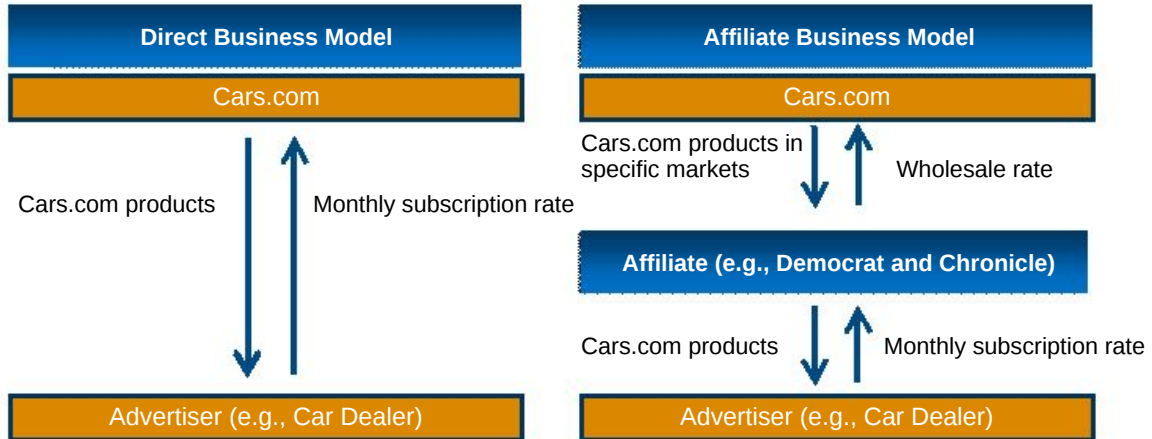 Direct Business Model
Cars.com
Cars.com products
Monthly subscription rate
Advertiser (e.g., Car Dealer)
Affiliate Business Model
Cars.com
Cars.com products in
specific markets
Wholesale rate
Affiliate (e.g., Democrat and Chronicle)
Cars.com products
Monthly subscription rate
Advertiser (e.g., Car Dealer)